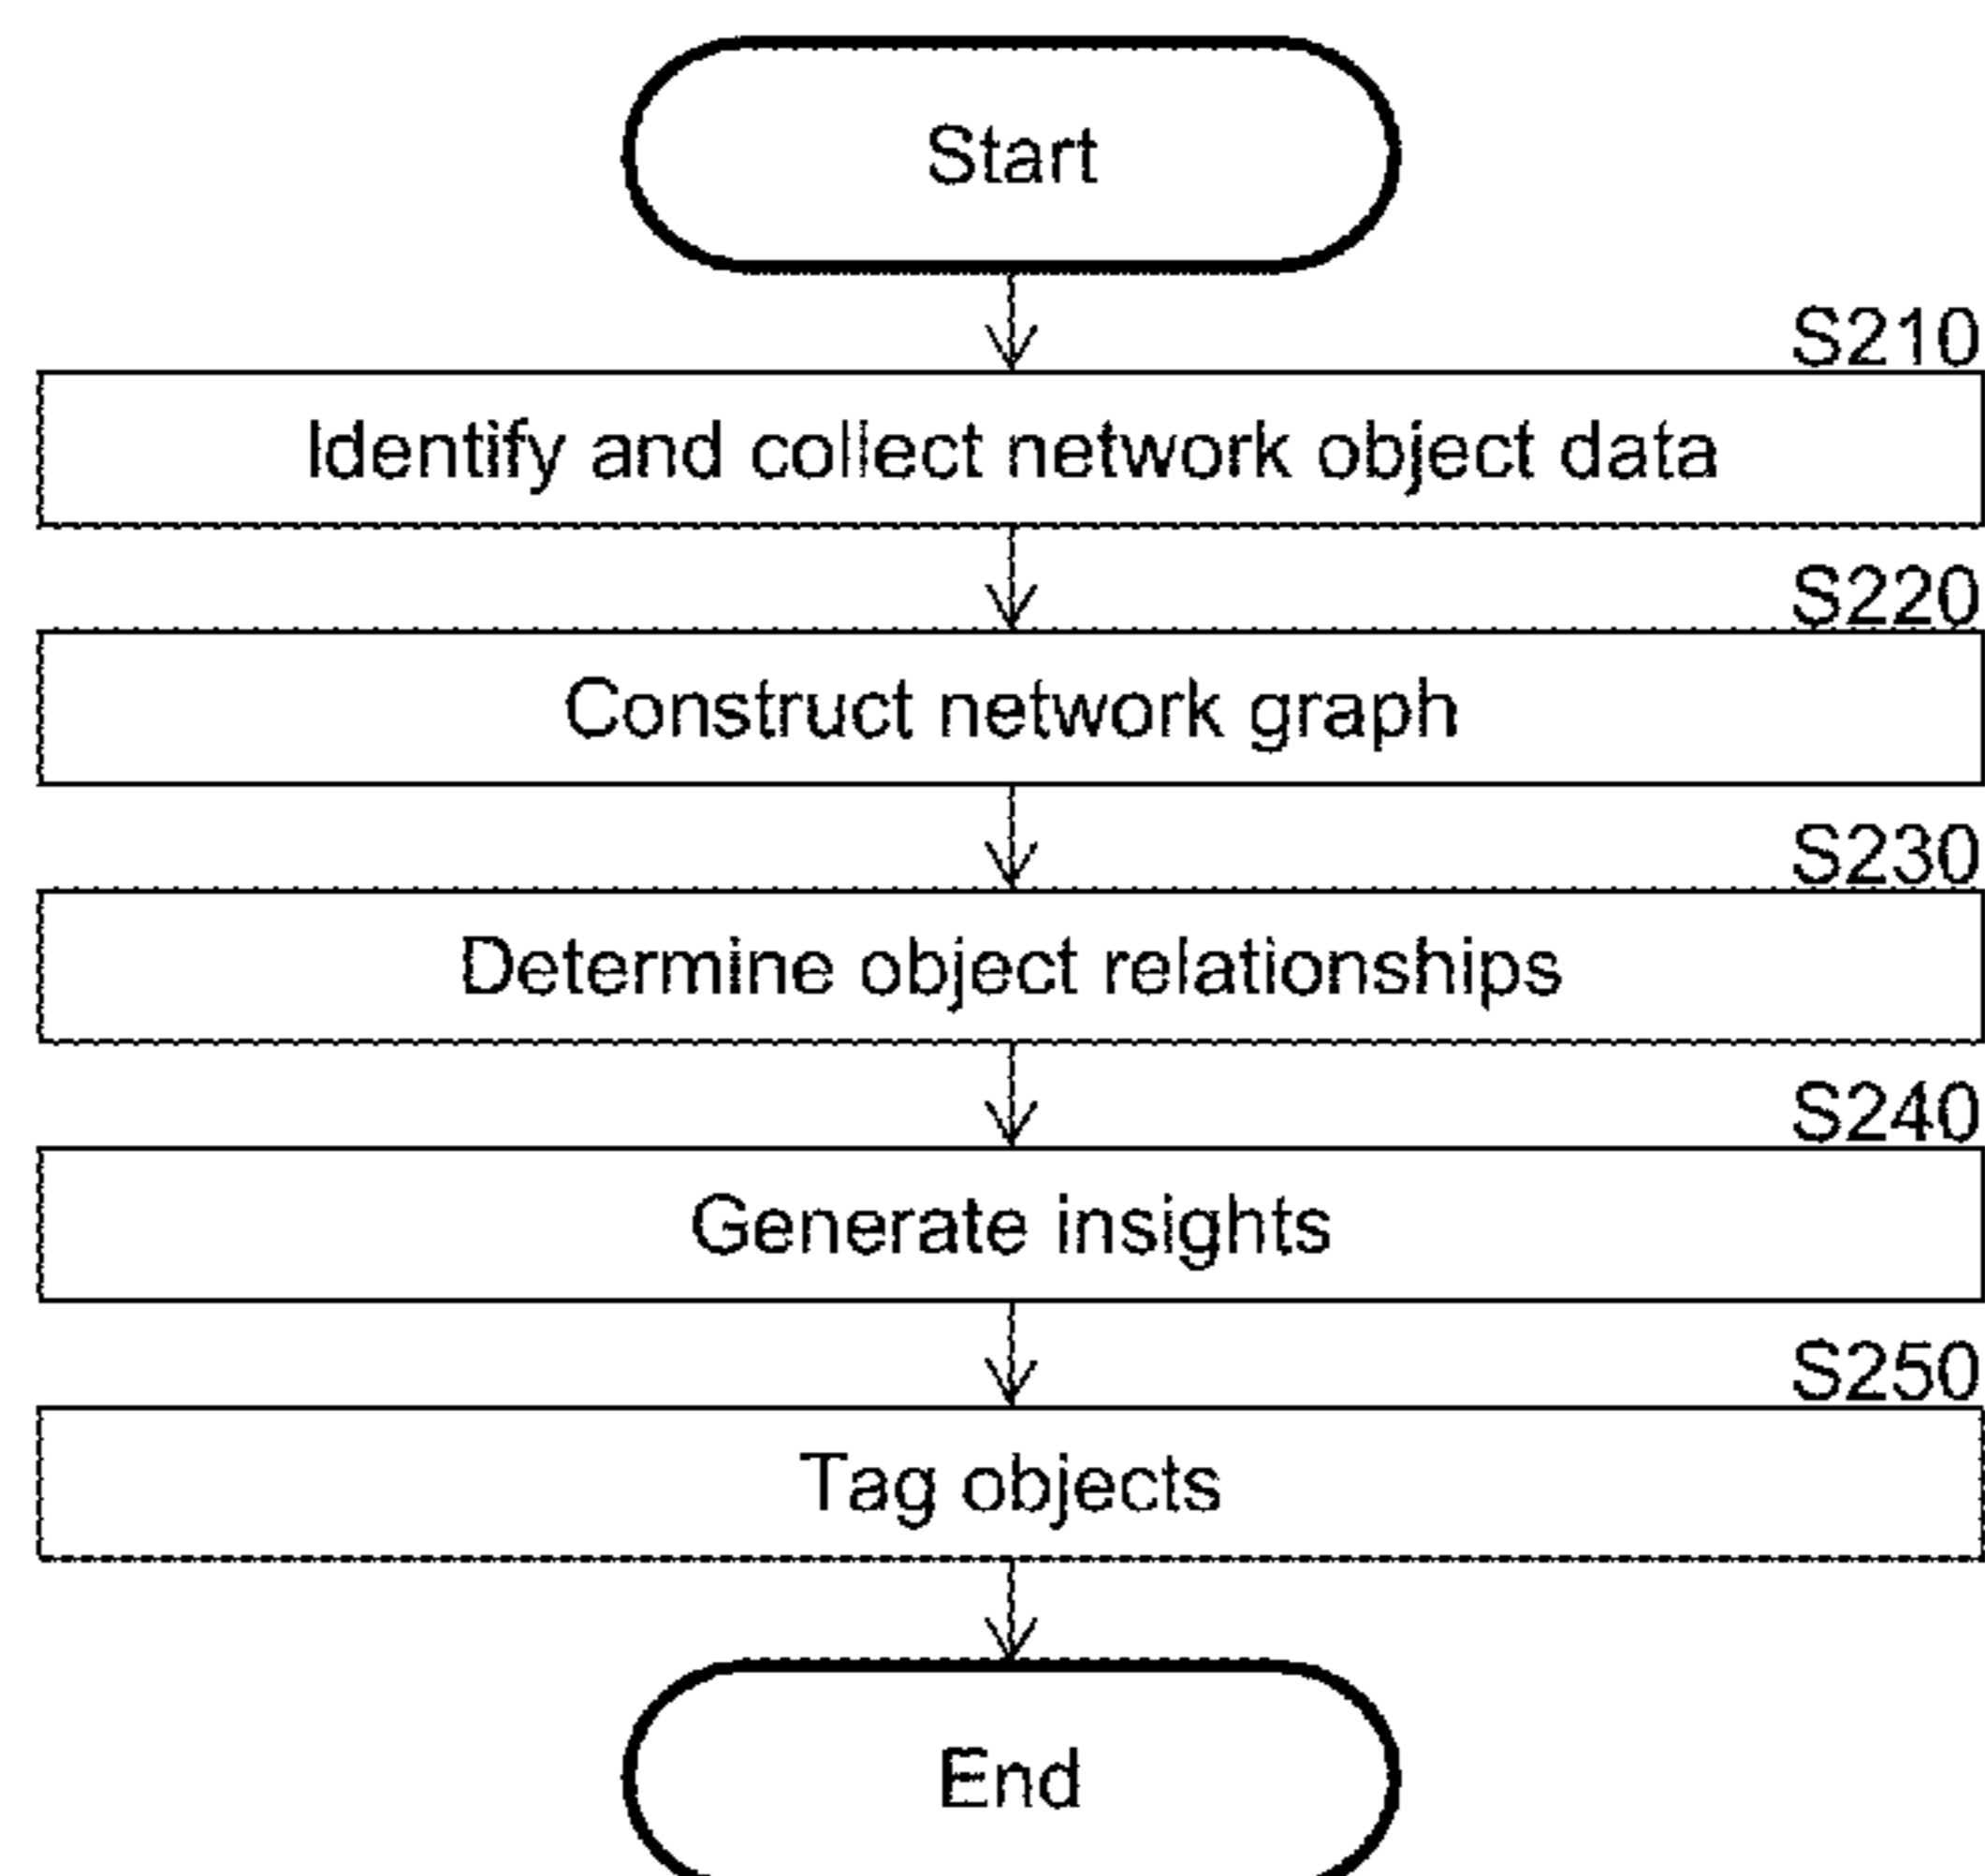 Start
S210
Identify and collect network object data
S220
Construct network graph
S230
Determine object relationships
S240
Generate insights
S250
Tag objects
End